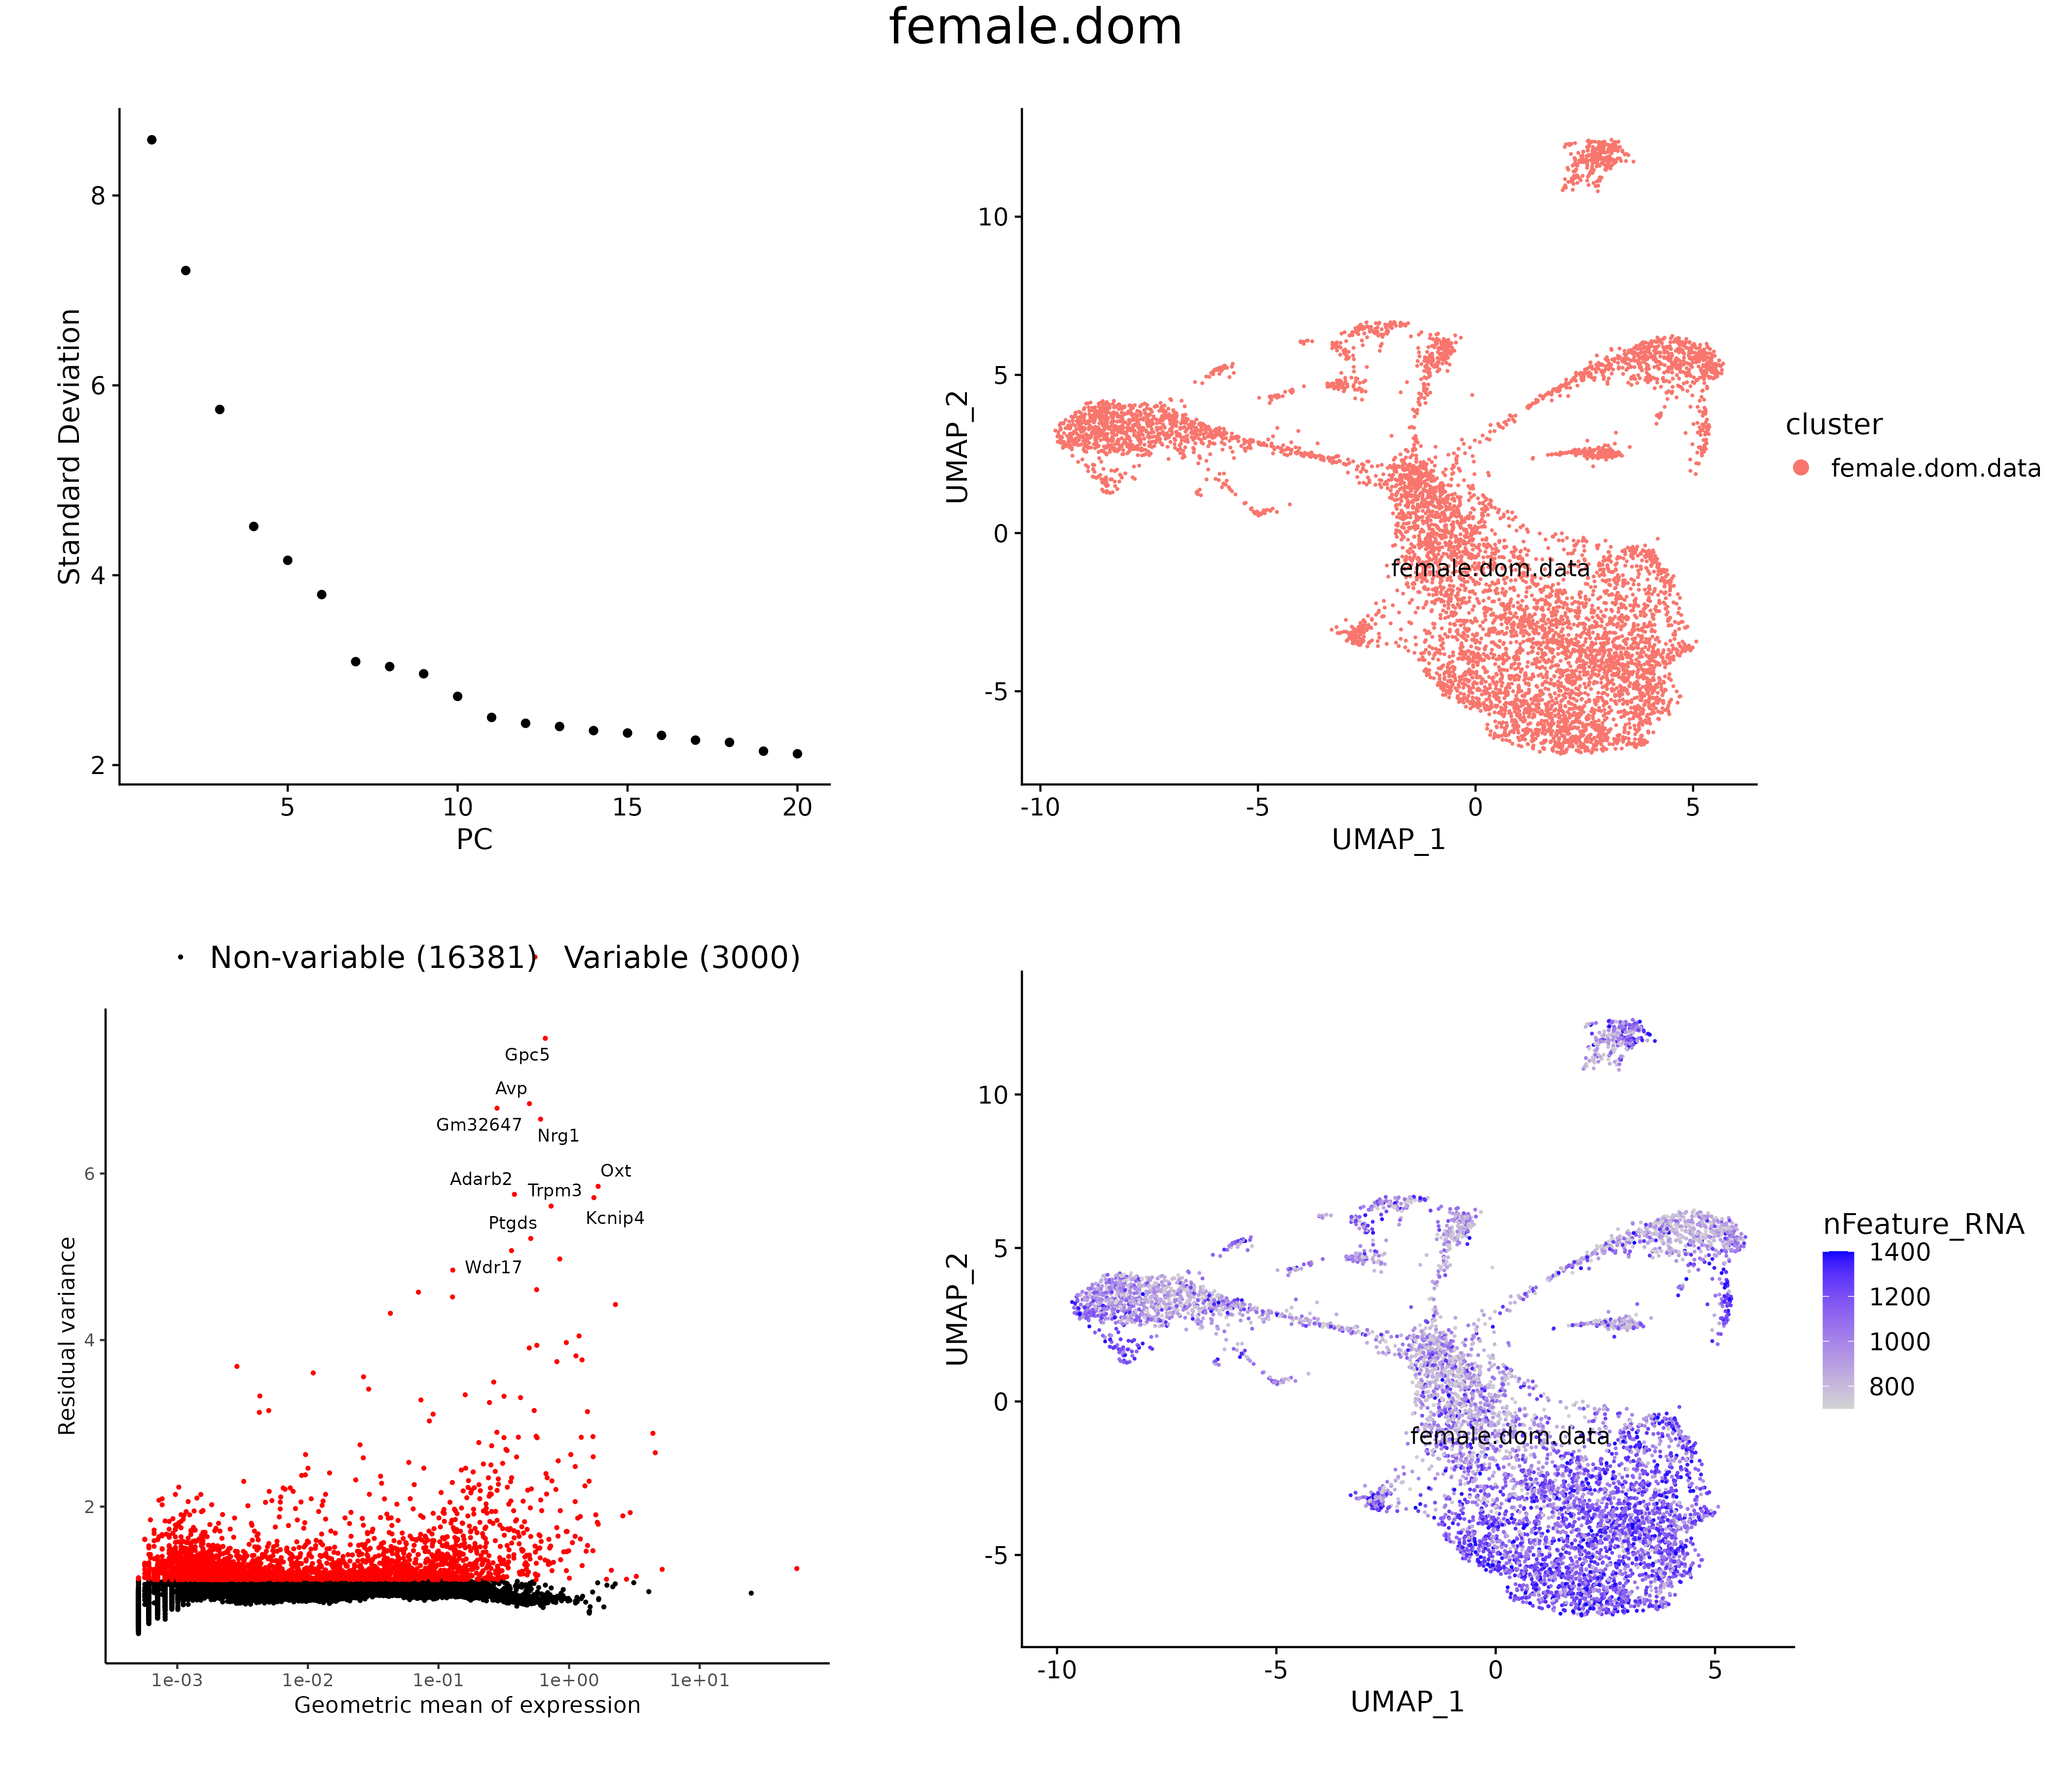 female.dom
8
6
4
2
Standard Deviation
5
10
15
20
PC
10
5
0
-5
UMAP_2
female.dom.data
-10
-5
0
5
UMAP_1
cluster
female.dom.data
Non-variable (16381)
Variable (3000)
Gpc5
Avp
Gm32647
Nrg1
Oxt
Adarb2
Trpm3
Kcnip4
Ptgds
Wdr17
6
4
2
Residual variance
1e-03
1e-02
1e-01
1e+00
1e+01
Geometric mean of expression
10
5
0
-5
UMAP_2
female.dom.data
-10
-5
0
5
UMAP_1
nFeature_RNA
1400
1200
1000
800